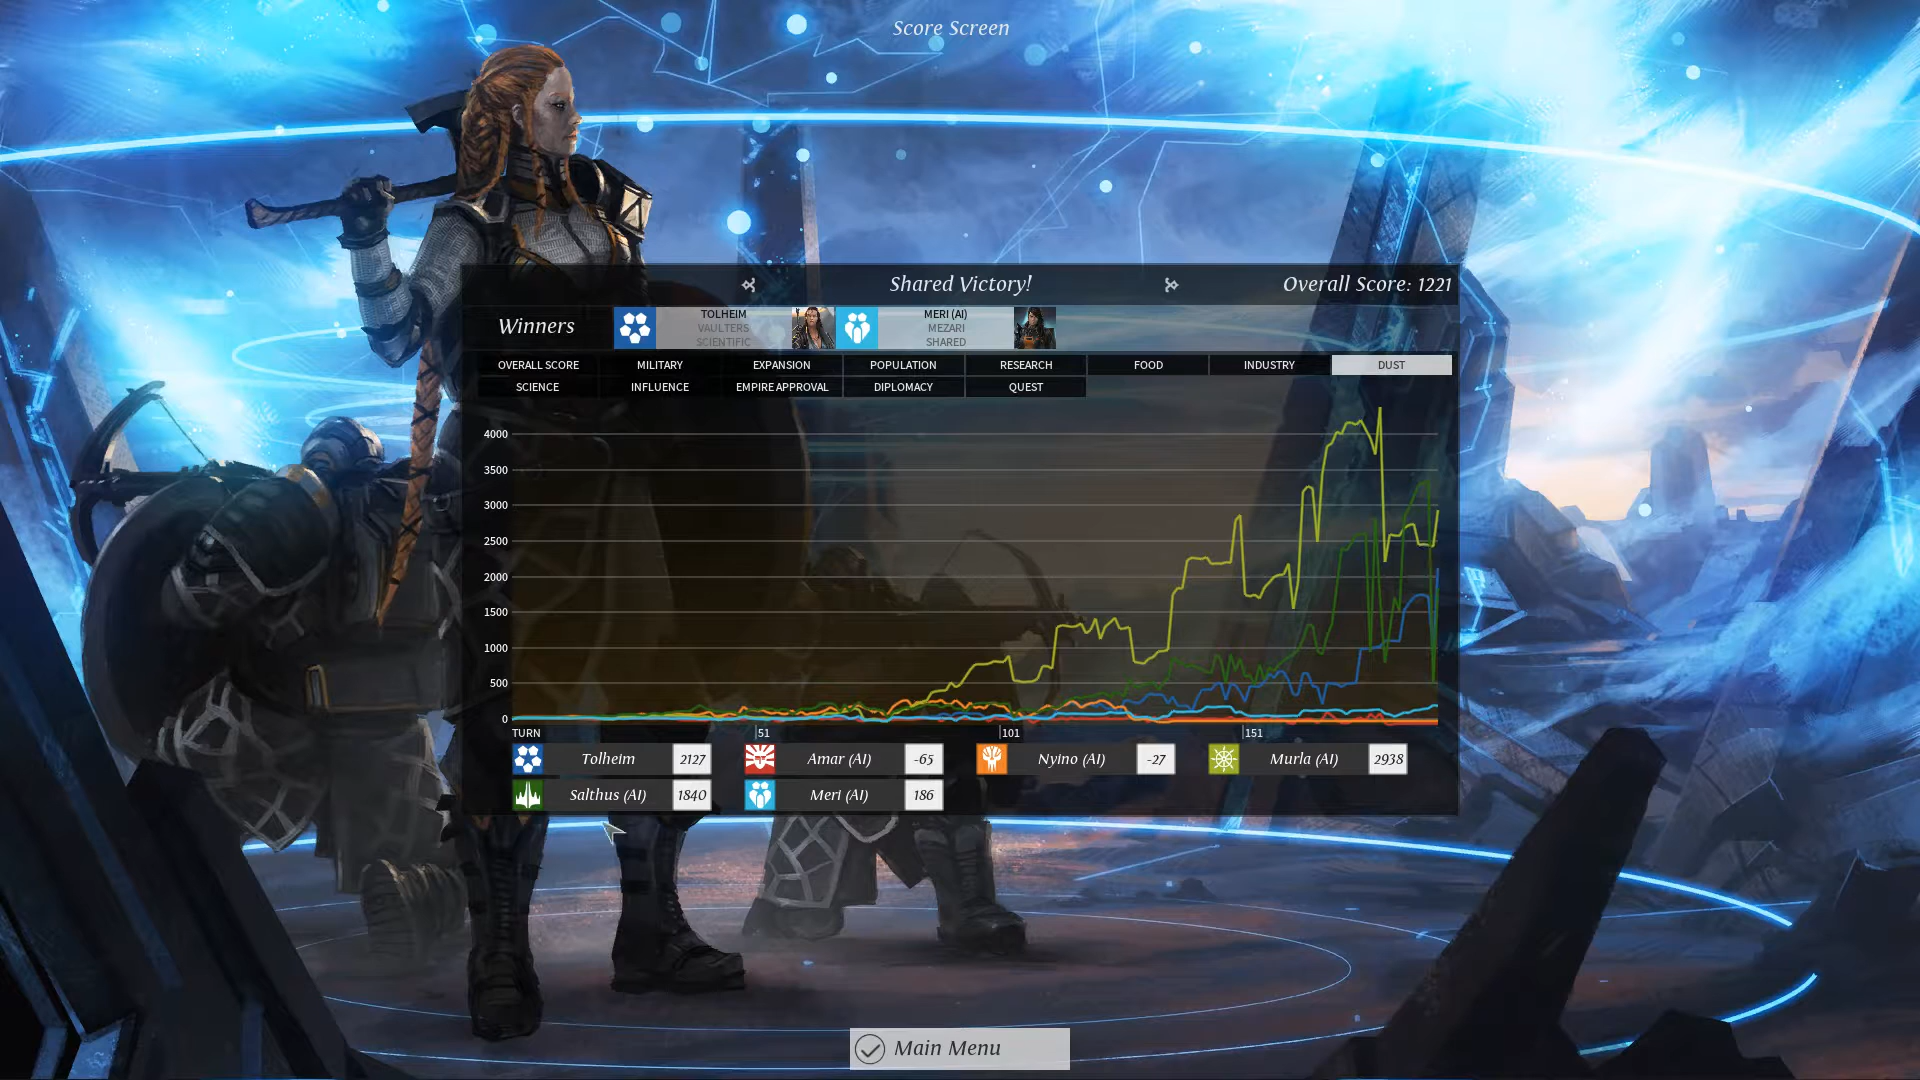 Score Screen
Shared Victory!
Overall Score: 1221
Winners
TOLHEIM
VAULTERS
SCIENTIFIC
MERI (AI)
MEZARI
SHARED
OVERALL SCORE MILITARY EXPANSION POPULATION RESEARCH FOOD INDUSTRY DUST
SCIENCE INFLUENCE EMPIRE APPROVAL DIPLOMACY QUEST
4000
3500
3000
2500
2000
1500
1000
500
0
TURN 51 101 151
Tolheim 2127 Amar (AI) -65 Nyino (AI) -27 Murla (AI) 2938
Salthus (AI) 1840 Meri (AI) 186
Main Menu